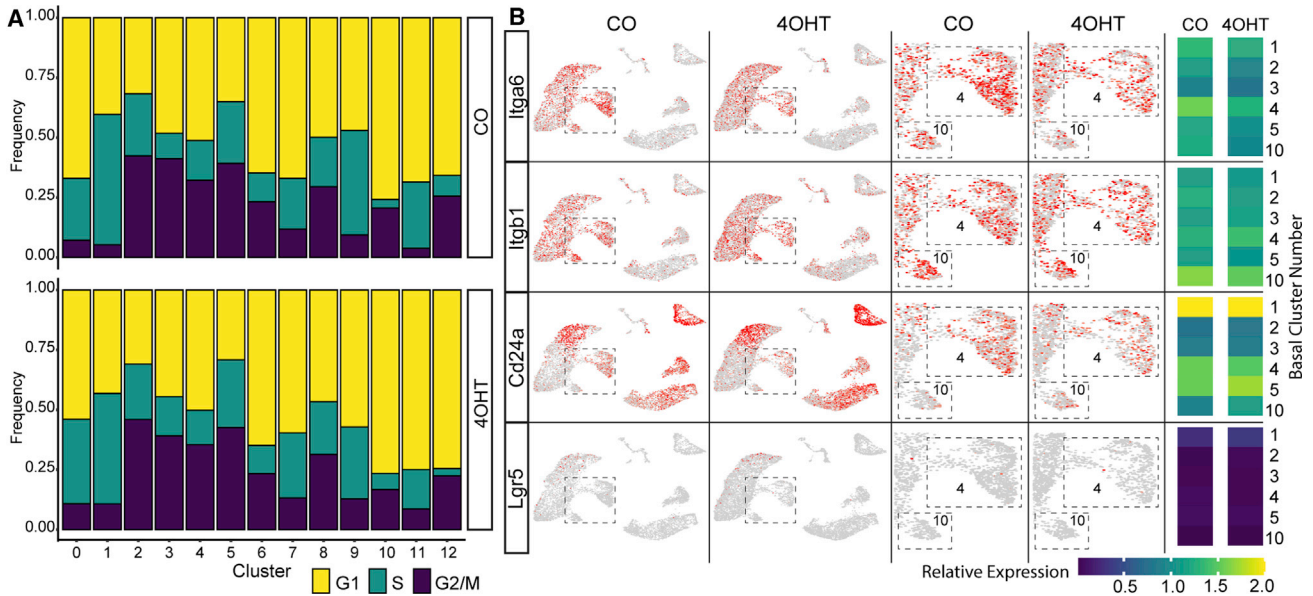 A
1.00
0.75
0.50
0.25
0.00
Frequency
CO
1.00
0.75
0.50
0.25
0.00
Frequency
4OHT
0 1 2 3 4 5 6 7 8 9 10 11 12
Cluster
G1 S G2/M
B
CO 4OHT CO 4OHT CO 4OHT
Itga6
4
10
4
10
1
2
3
4
5
10
Itgb1
4
10
4
10
1
2
3
4
5
10
Cd24a
4
10
4
10
1
2
3
4
5
10
Lgr5
4
10
4
10
1
2
3
4
5
10
Basal Cluster Number
Relative Expression
0.5 1.0 1.5 2.0